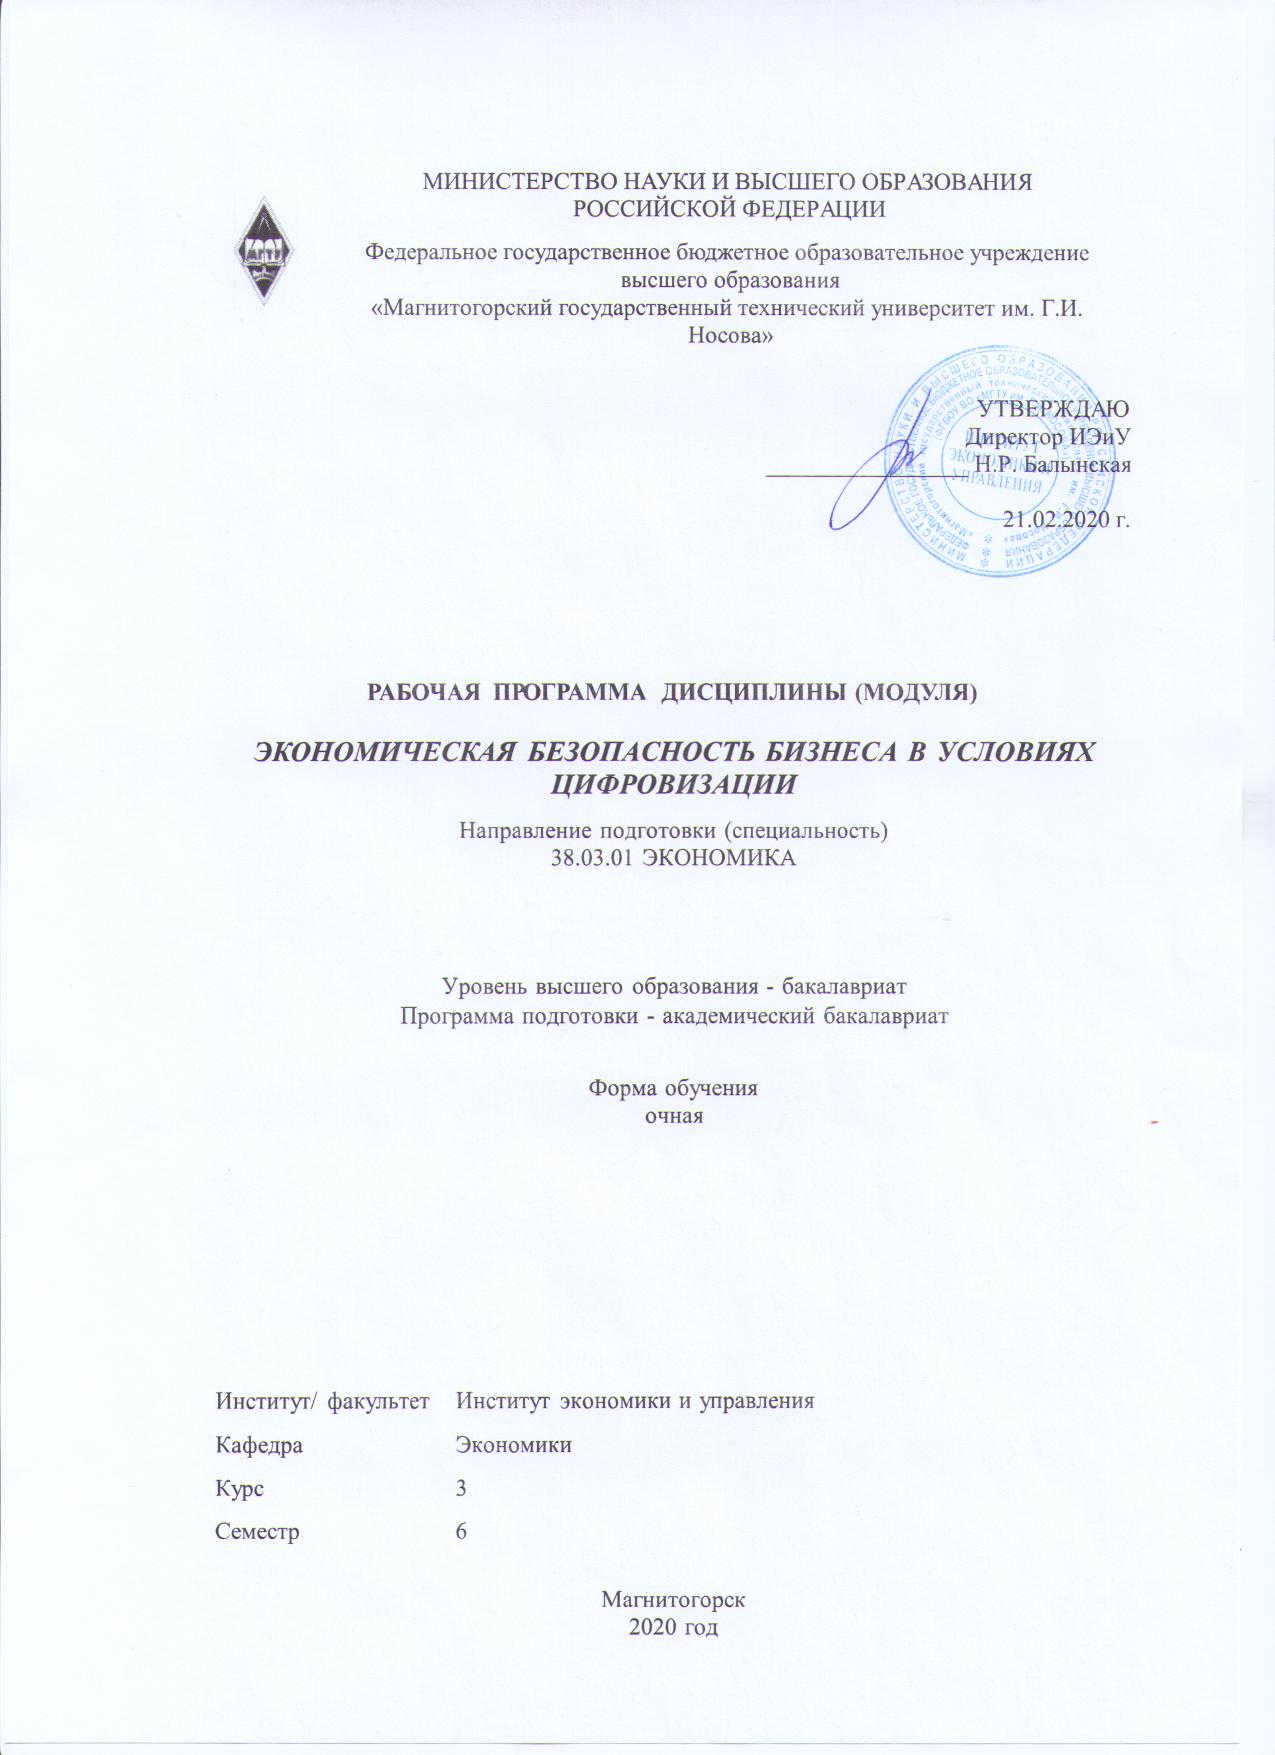 МИНИСТЕРСТВО НАУКИ И ВЫСШЕГО ОБРАЗОВАНИЯ
РОССИЙСКОЙ ФЕДЕРАЦИИ
Федеральное государственное бюджетное образовательное учреждение
высшего образования
«Магнитогорский государственный технический университет им. Г.И.
Носова»
УТВЕРЖДАЮ
Директор ИЭиУ
Н.Р. Балынская
21.02.2020 г.
РАБОЧАЯ ПРОГРАММА ДИСЦИПЛИНЫ (МОДУЛЯ)
ЭКОНОМИЧЕСКАЯ БЕЗОПАСНОСТЬ БИЗНЕСА В УСЛОВИЯХ
ЦИФРОВИЗАЦИИ
Направление подготовки (специальность)
38.03.01 ЭКОНОМИКА
Уровень высшего образования - бакалавриат
Программа подготовки - академический бакалавриат
Форма обучения
очная
Институт/ факультет Институт экономики и управления
Кафедра Экономики
Курс 3
Семестр 6
Магнитогорск
2020 год